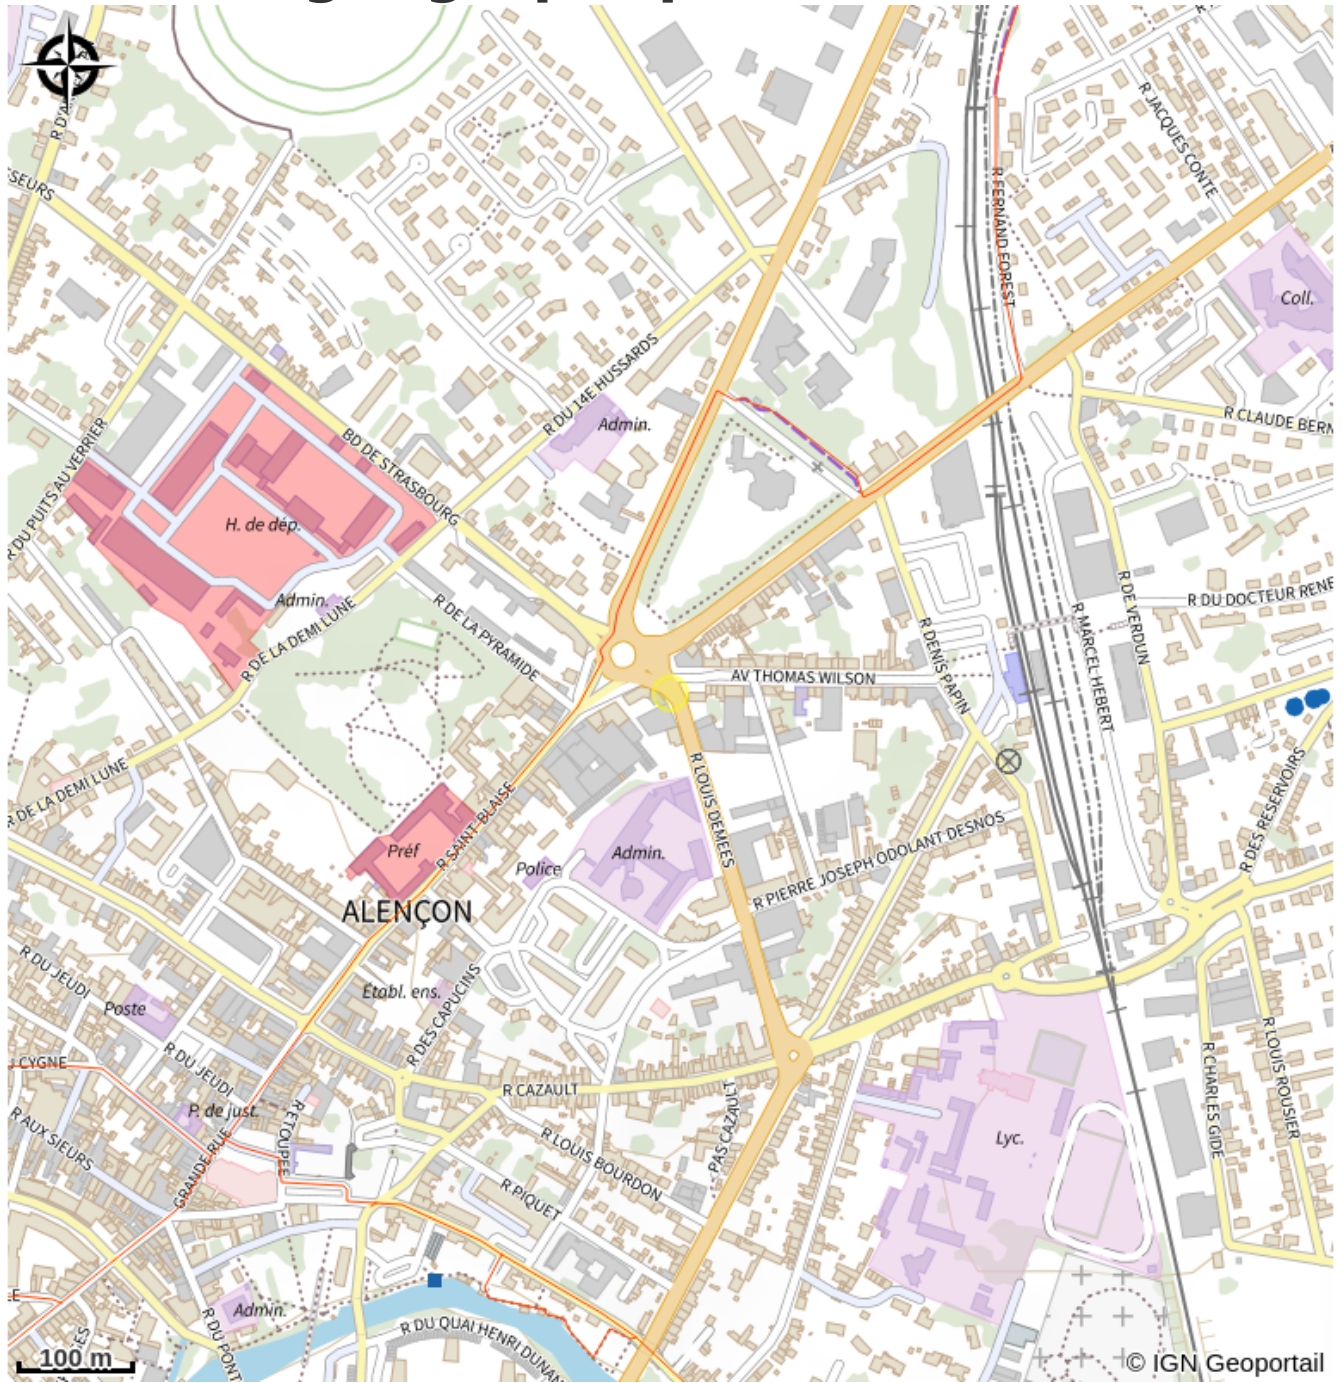 R JACQUES CONTE
SSEURS
R FERNAND FOREST
Coll.
R DU 14E HUSSARDS
Admin.
R CLAUDE BERN
R DU PUITS AU VERRIER
BD DE STRASBOURG
H. de dép.
Admin.
R DE LA DEMI LUNE
R DE LA PYRAMIDE
R DE VERDUN
R DU DOCTEUR RENE
R MARCEL HEBERT
R DENIS PAPIN
AV THOMAS WILSON
R DE LA DEMI LUNE
R LOUIS DEMEES
R SAINT-BLAISE
R DES RESERVOIRS
Préf
Police
Admin.
R PIERRE JOSEPH ODOLANT DESNOS
ALENÇON
R DU JEUDI
Établ. ens.
R DES CAPUCINS
Poste
R DU JEUDI
CYGNE
R CAZAULT
PAS CAZAULT
R CHARLES GIDE
R LOUIS ROUSIER
P. de just.
R ETOUPEE
R AUX SIEURS
GRANDE RUE
R LOUIS BOURDON
R PIQUET
Lyc.
Admin.
R DU PONT
R DU QUAI HENRI DUNAN
100 m
© IGN Geoportail